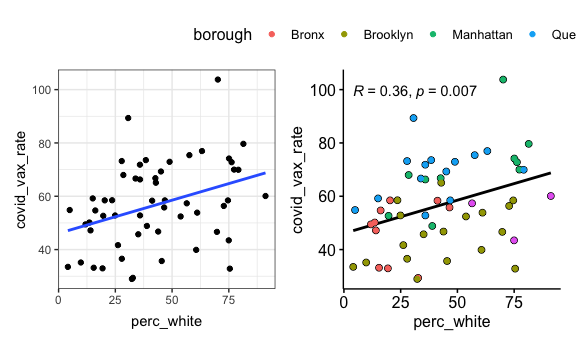 borough Bronx Brooklyn Manhattan Que
R = 0.36, p = 0.007
100
80
60
40
covid_vax_rate
0 25 50 75
perc_white
100
80
60
40
covid_vax_rate
0 25 50 75
perc_white